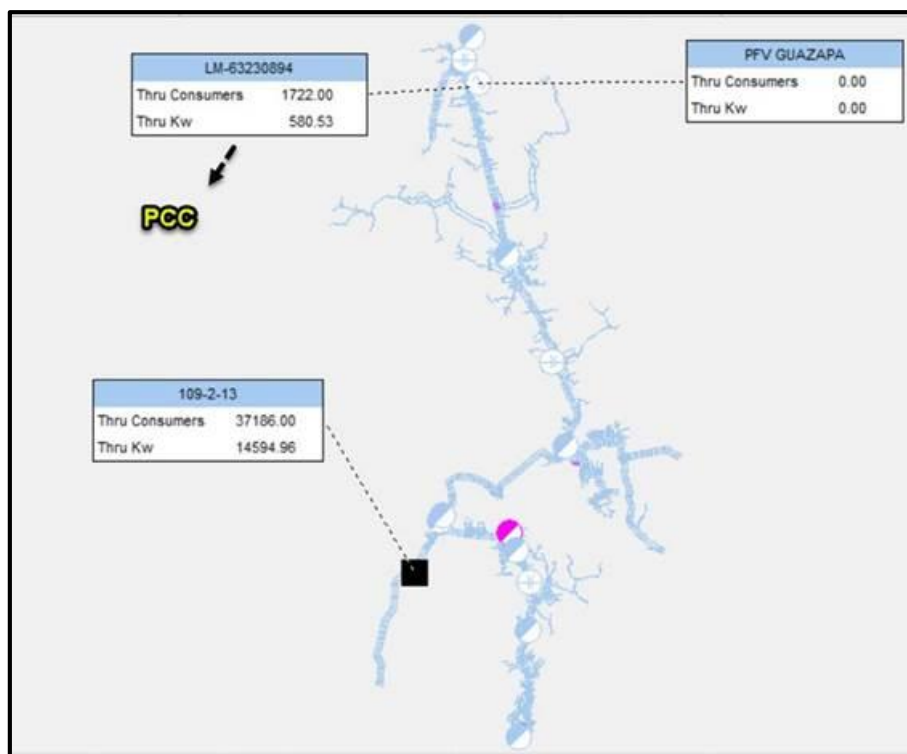 LM-63230894
Thru Consumers 1722.00
Thru Kw 580.53
PFV GUAZAPA
Thru Consumers 0.00
Thru Kw 0.00
PCC
109-2-13
Thru Consumers 37186.00
Thru Kw 14594.96